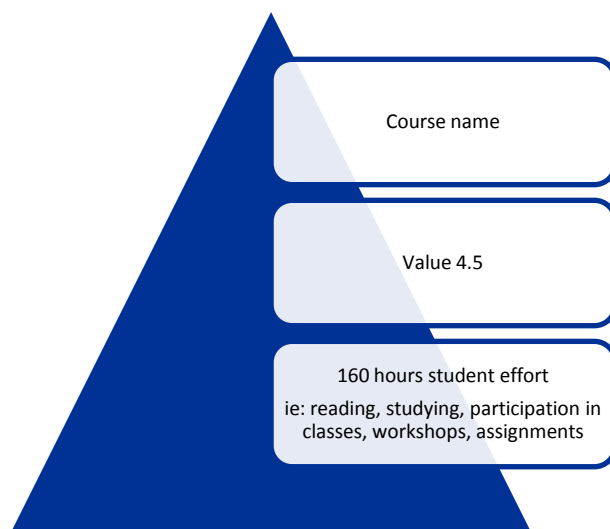 Course name
Value 4.5
160 hours student effort
ie: reading, studying, participation in
classes, workshops, assignments